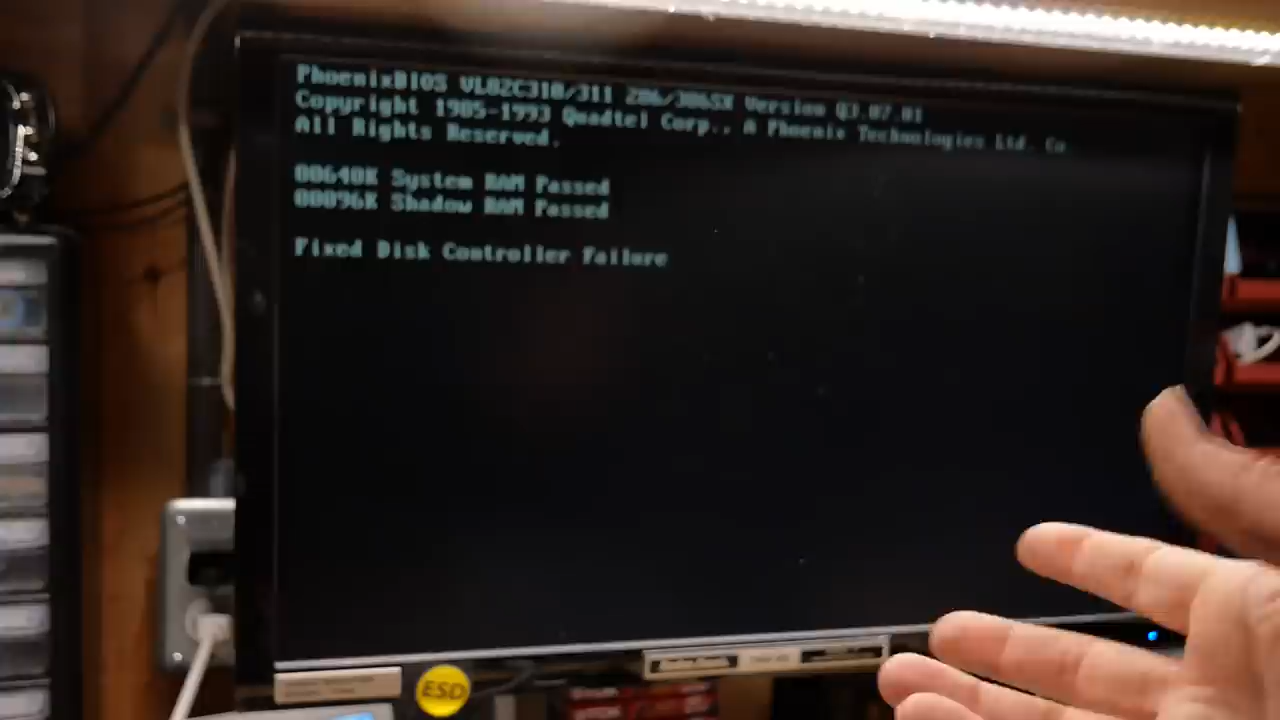 PhoenixBIOS VL82C310/311 286/386SX Version Q3.07.01
Copyright 1985-1993 Quadtel Corp., A Phoenix Technologies Ltd. Co
All Rights Reserved.
00640K System RAM Passed
00096K Shadow RAM Passed
Fixed Disk Controller Failure
ESD